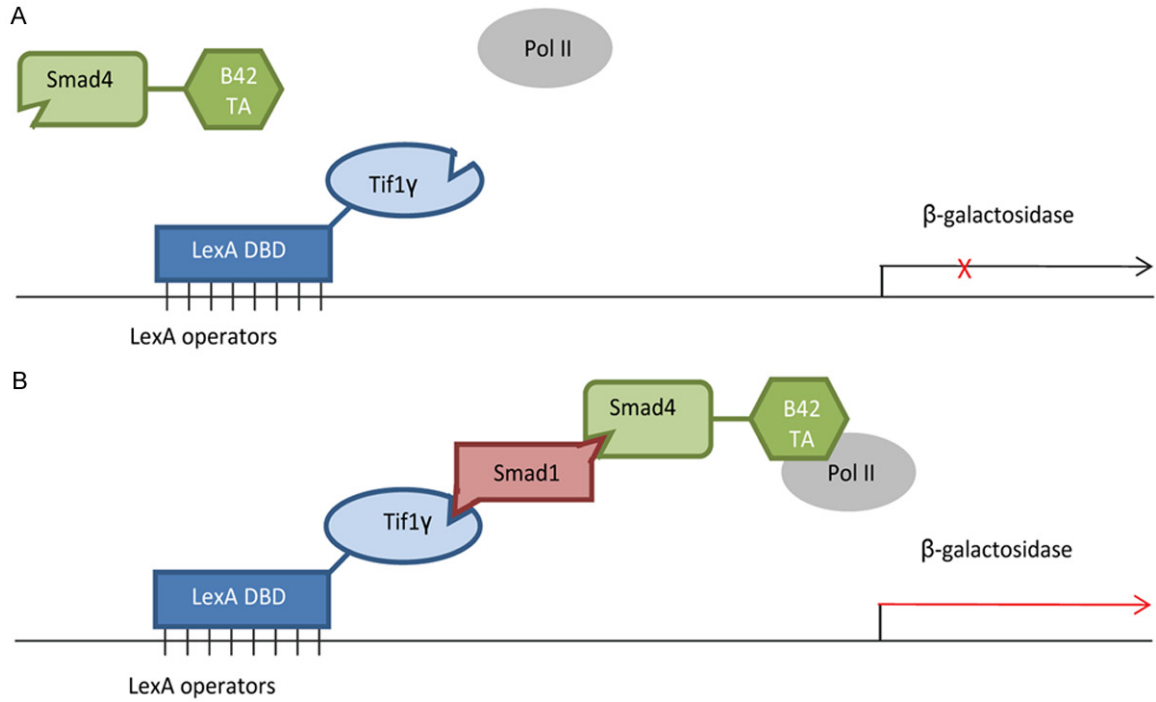 A
Smad4
B42
TA
Pol II
Tif1γ
LexA DBD
β-galactosidase
X
LexA operators
B
Smad4
B42
TA
Smad1
Pol II
Tif1γ
β-galactosidase
LexA DBD
LexA operators